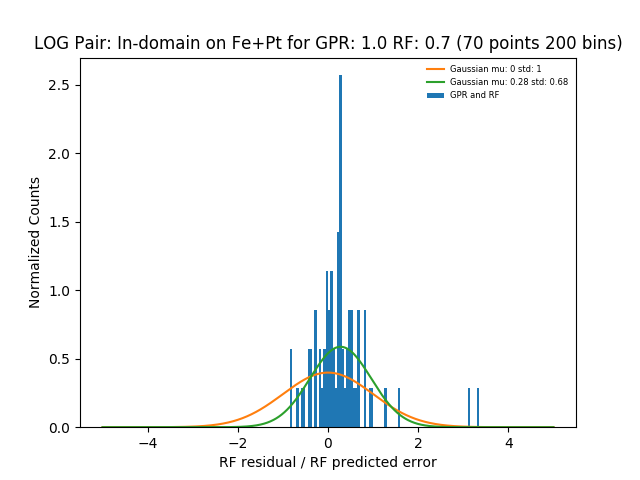 LOG Pair: In-domain on Fe+Pt for GPR: 1.0 RF: 0.7 (70 points 200 bins)
Gaussian mu: 0 std: 1
Gaussian mu: 0.28 std: 0.68
GPR and RF
2.5
2.0
1.5
1.0
0.5
0.0
Normalized Counts
−4 −2 0 2 4
RF residual / RF predicted error